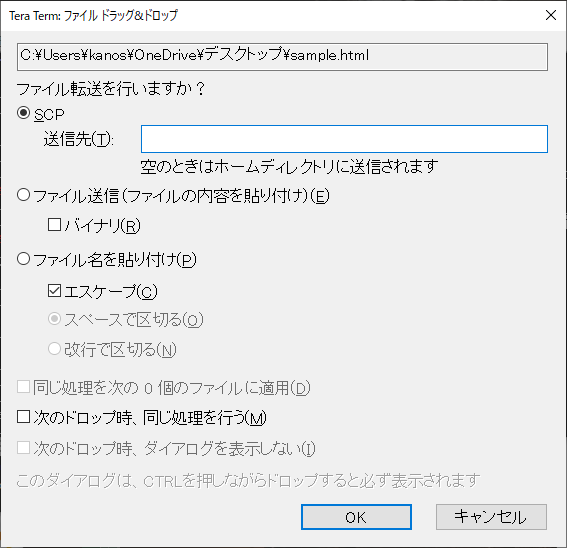 Tera Term: ファイル ドラッグ&ドロップ
C:¥Users¥kanos¥OneDrive¥デスクトップ¥sample.html
ファイル転送を行いますか？
SCP
送信先(T):
空のときはホームディレクトリに送信されます
ファイル送信(ファイルの内容を貼り付け)(E)
バイナリ(R)
ファイル名を貼り付け(P)
エスケープ(C)
スペースで区切る(O)
改行で区切る(N)
同じ処理を次の 0 個のファイルに適用(D)
次のドロップ時、同じ処理を行う(M)
次のドロップ時、ダイアログを表示しない(I)
このダイアログは、CTRLを押しながらドロップすると必ず表示されます
OK キャンセル